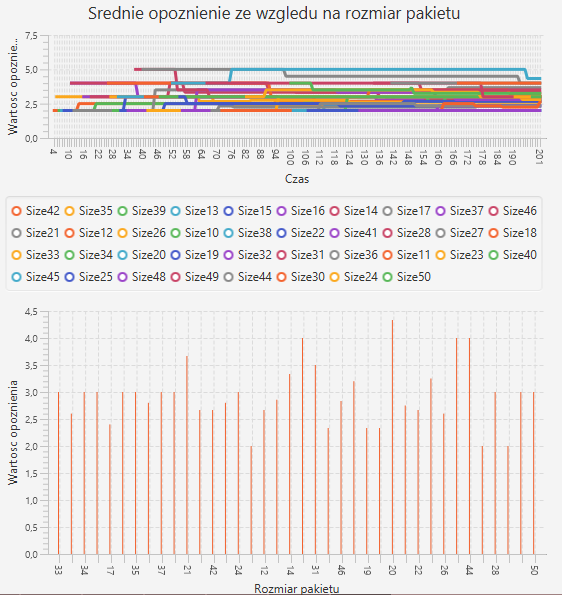 Srednie opoznienie ze wzgledu na rozmiar pakietu
Wartosc opoznie...
7,5
5,0
2,5
0,0
4 10 16 22 28 34 40 46 52 58 64 70 76 82 88 94 100 106 112 118 124 130 136 142 148 154 160 166 172 178 184 190 201
Czas
Size42 Size35 Size39 Size13 Size15 Size16 Size14 Size17 Size37 Size46
Size21 Size12 Size26 Size10 Size38 Size22 Size41 Size28 Size27 Size18
Size33 Size34 Size20 Size19 Size32 Size31 Size36 Size11 Size23 Size40
Size45 Size25 Size48 Size49 Size44 Size30 Size24 Size50
Wartosc opoznienia
4,5
4,0
3,5
3,0
2,5
2,0
1,5
1,0
0,5
0,0
33 34 17 35 37 21 42 24 12 14 31 46 19 20 22 26 44 28 50
Rozmiar pakietu